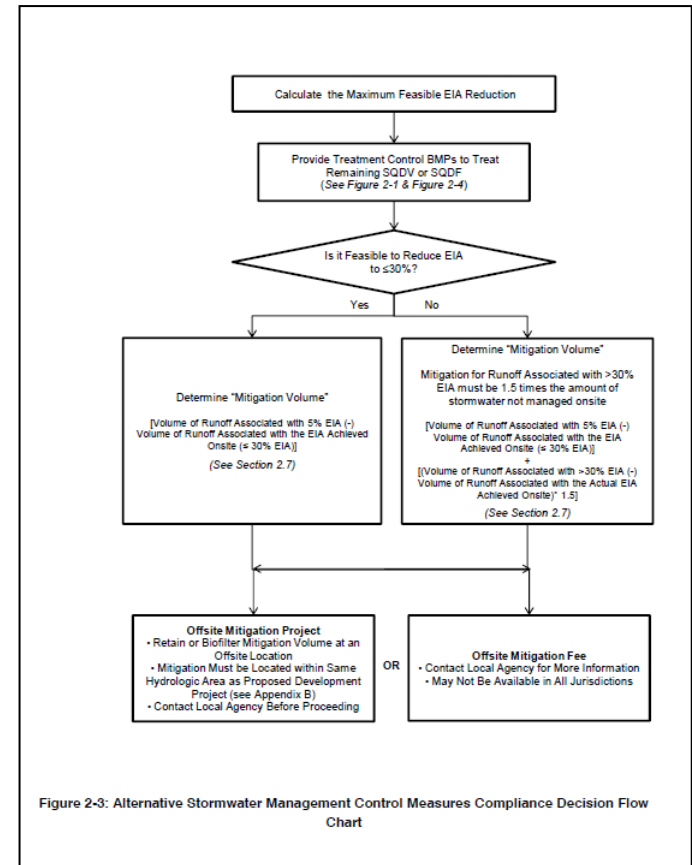 Calculate the Maximum Feasible EIA Reduction
Provide Treatment Control BMPs to Treat
Remaining SQDV or SQDF
(See Figure 2-1 & Figure 2-4)
Is it Feasible to Reduce EIA
to ≤30%?
Yes
No
Determine "Mitigation Volume"
[Volume of Runoff Associated with 5% EIA (-)
Volume of Runoff Associated with the EIA Achieved
Onsite (≤ 30% EIA)]
(See Section 2.7)
Determine "Mitigation Volume"
Mitigation for Runoff Associated with >30%
EIA must be 1.5 times the amount of
stormwater not managed onsite
[Volume of Runoff Associated with 5% EIA (-)
Volume of Runoff Associated with the EIA
Achieved Onsite (≤ 30% EIA)]
+
[(Volume of Runoff Associated with >30% EIA (-)
Volume of Runoff Associated with the Actual EIA
Achieved Onsite)* 1.5]
(See Section 2.7)
Offsite Mitigation Project
• Retain or Biofilter Mitigation Volume at an
Offsite Location
• Mitigation Must be Located within Same
Hydrologic Area as Proposed Development
Project (see Appendix B)
• Contact Local Agency Before Proceeding
OR
Offsite Mitigation Fee
• Contact Local Agency for More Information
• May Not Be Available in All Jurisdictions
Figure 2-3: Alternative Stormwater Management Control Measures Compliance Decision Flow
Chart